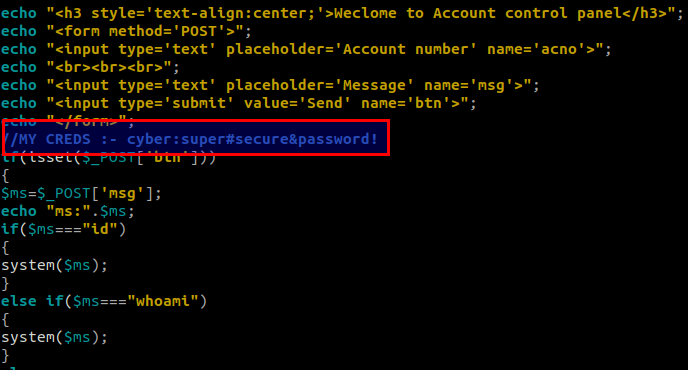 echo "<h3 style='text-align:center;'>Weclome to Account control panel</h3>";
echo "<form method='POST'>";
echo "<input type='text' placeholder='Account number' name='acno'>";
echo "<br><br><br>";
echo "<input type='text' placeholder='Message' name='msg'>";
echo "<input type='submit' value='Send' name='btn'>";
echo "</form>";
//MY CREDS :- cyber:super#secure&password!
if(isset($_POST['btn']))
{
$ms=$_POST['msg'];
echo "ms:".$ms;
if($ms==="id")
{
system($ms);
}
else if($ms==="whoami")
{
system($ms);
}